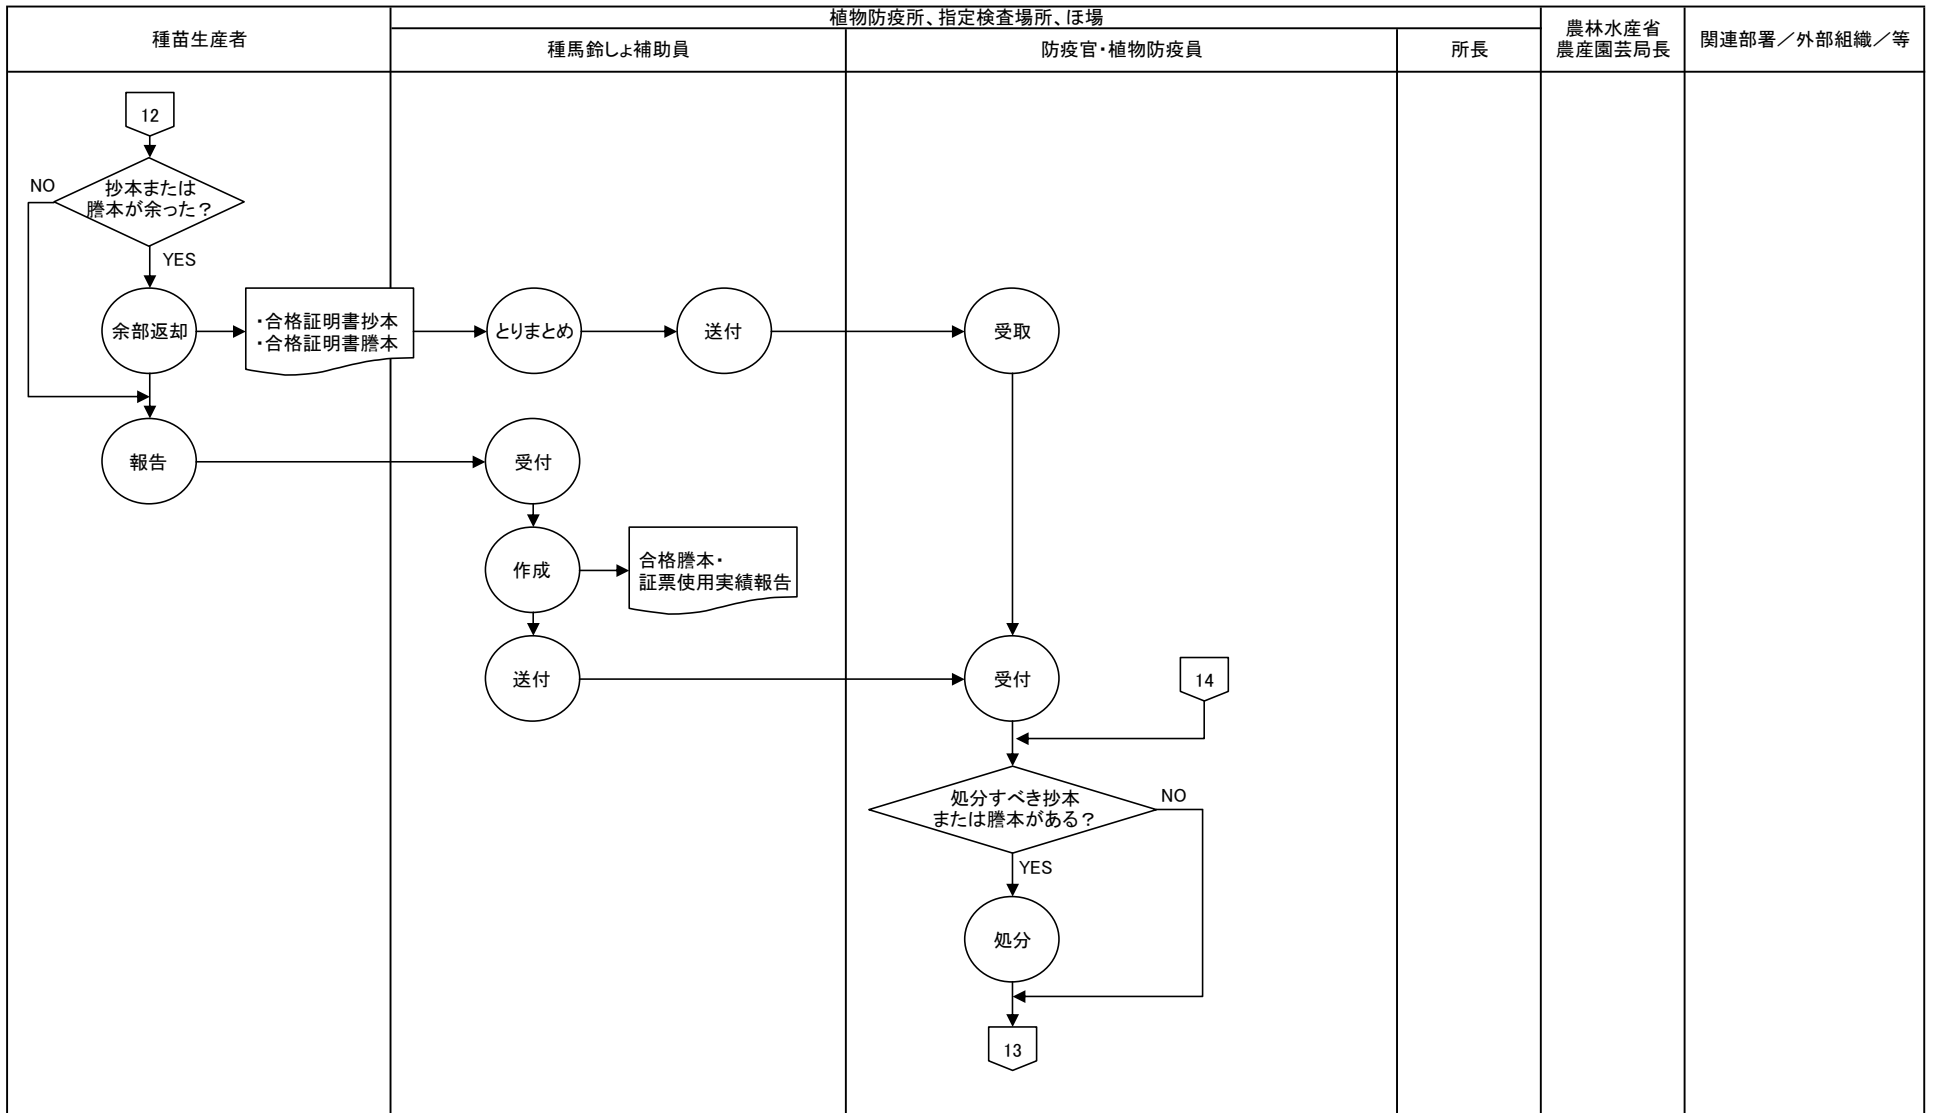 植物防疫所、指定検査場所、ほ場
種苗生産者
種馬鈴しょ補助員
防疫官・植物防疫員
所長
農林水産省
農産園芸局長
関連部署／外部組織／等
12
抄本または
謄本が余った？
NO
YES
余部返却
・合格証明書抄本
・合格証明書謄本
とりまとめ
送付
受取
報告
受付
作成
合格謄本・
証票使用実績報告
送付
受付
14
処分すべき抄本
または謄本がある？
NO
YES
処分
13